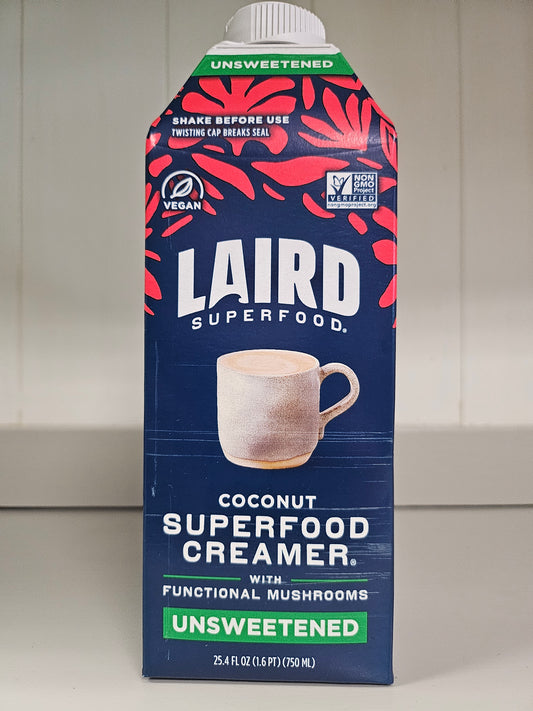 UNSWEETENED
SHAKE BEFORE USE
TWISTING CAP BREAKS SEAL
VEGAN
NON
GMO
Project
VERIFIED
nongmoproject.org
LAIRD
SUPERFOOD®
COCONUT
SUPERFOOD
CREAMER®
WITH
FUNCTIONAL MUSHROOMS
UNSWEETENED
25.4 FL OZ (1.6 PT) (750 ML)